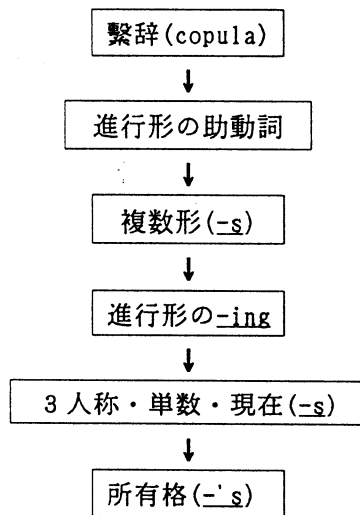 繫辞(copula)
進行形の助動詞
複数形(-s)
進行形の-ing
3人称・単数・現在(-s)
所有格(-'s)